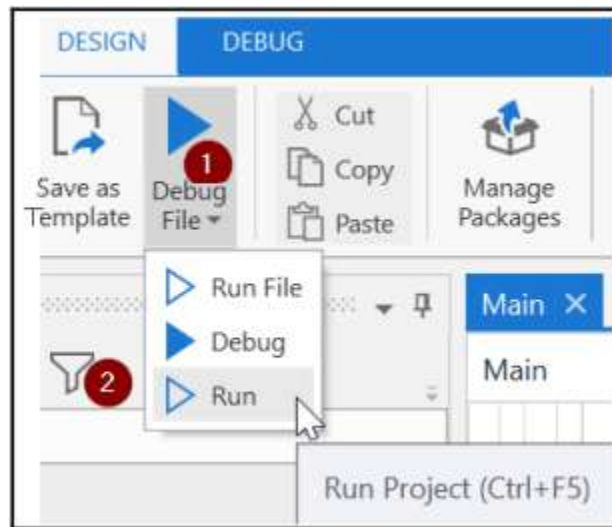 DESIGN DEBUG
Save as
Template
Debug
File
1
Cut
Copy
Paste
Manage
Packages
Run File
Debug
Run
2
Main
Main
Run Project (Ctrl+F5)